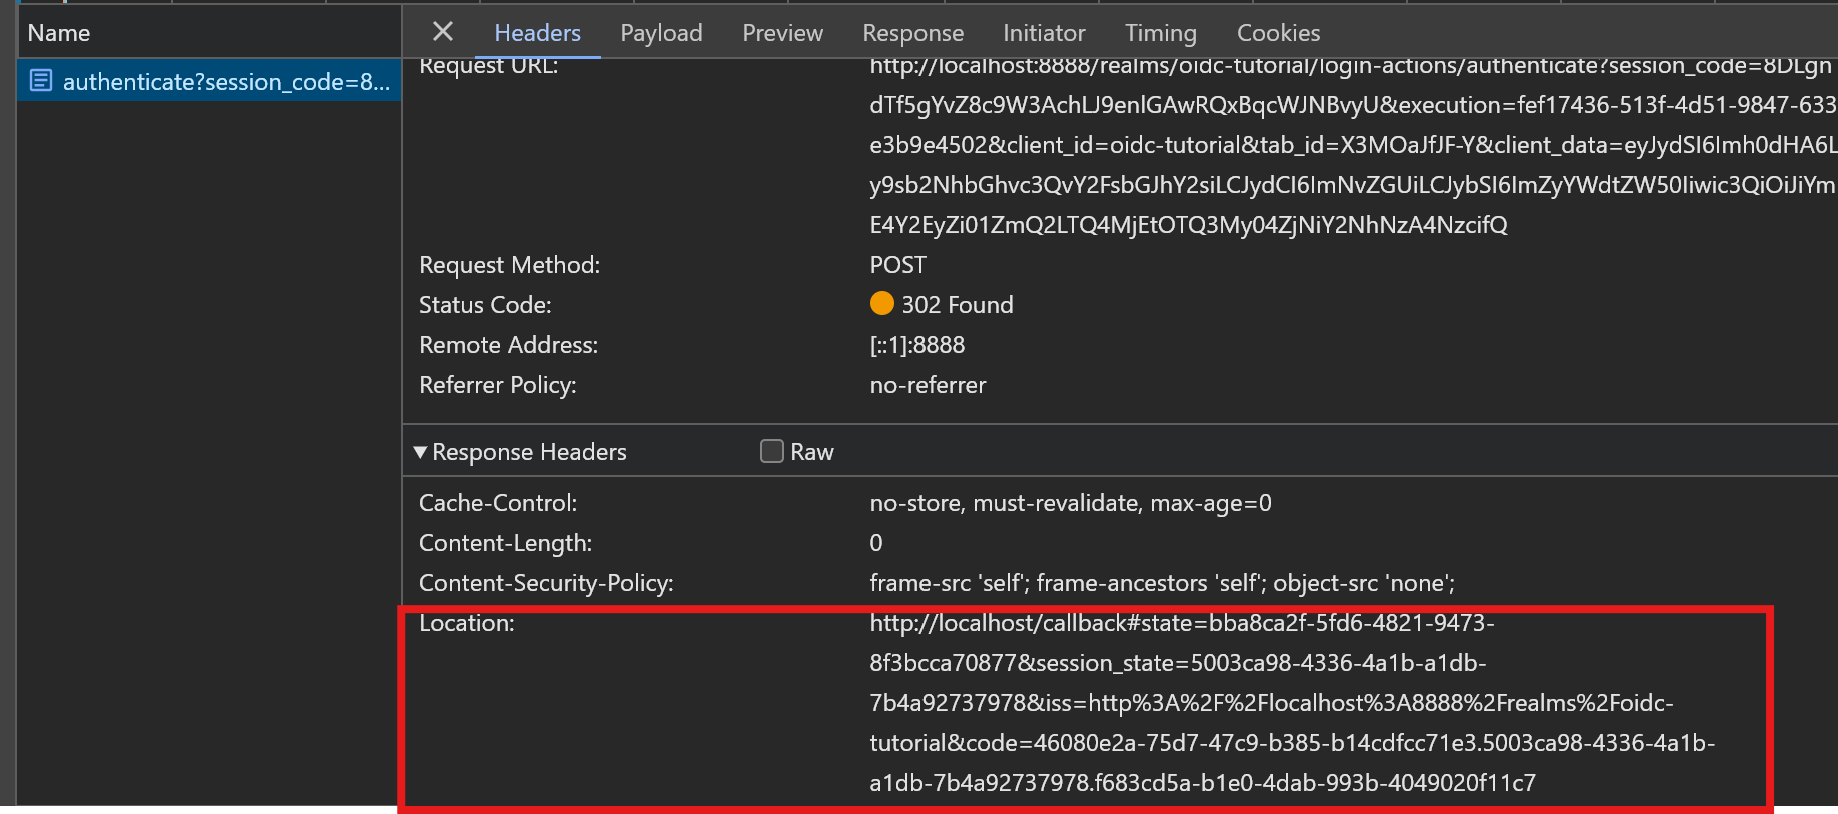 Name
Headers Payload Preview Response Initiator Timing Cookies
authenticate?session_code=8...
Request URL: http://localhost:8888/realms/oidc-tutorial/login-actions/authenticate?session_code=8DLgn
dTf5gYvZ8c9W3AchLJ9enlGAwRQxBqcWJNBvyU&execution=fef17436-513f-4d51-9847-633
e3b9e4502&client_id=oidc-tutorial&tab_id=X3MOaJfJF-Y&client_data=eyJydSI6Imh0dHA6L
y9sb2NhbGhvc3QvY2FsbGJhY2siLCJydCI6ImNvZGUiLCJybSI6ImZyYWdtZW50Iiwic3QiOiJiYm
E4Y2EyZi01ZmQ2LTQ4MjEtOTQ3My04ZjNiY2NhNzA4NzcifQ
Request Method: POST
Status Code: 302 Found
Remote Address: [::1]:8888
Referrer Policy: no-referrer
Response Headers Raw
Cache-Control: no-store, must-revalidate, max-age=0
Content-Length: 0
Content-Security-Policy: frame-src 'self'; frame-ancestors 'self'; object-src 'none';
Location: http://localhost/callback#state=bba8ca2f-5fd6-4821-9473-
8f3bcca70877&session_state=5003ca98-4336-4a1b-a1db-
7b4a92737978&iss=http%3A%2F%2Flocalhost%3A8888%2Frealms%2Foidc-
tutorial&code=46080e2a-75d7-47c9-b385-b14cdfcc71e3.5003ca98-4336-4a1b-
a1db-7b4a92737978.f683cd5a-b1e0-4dab-993b-4049020f11c7